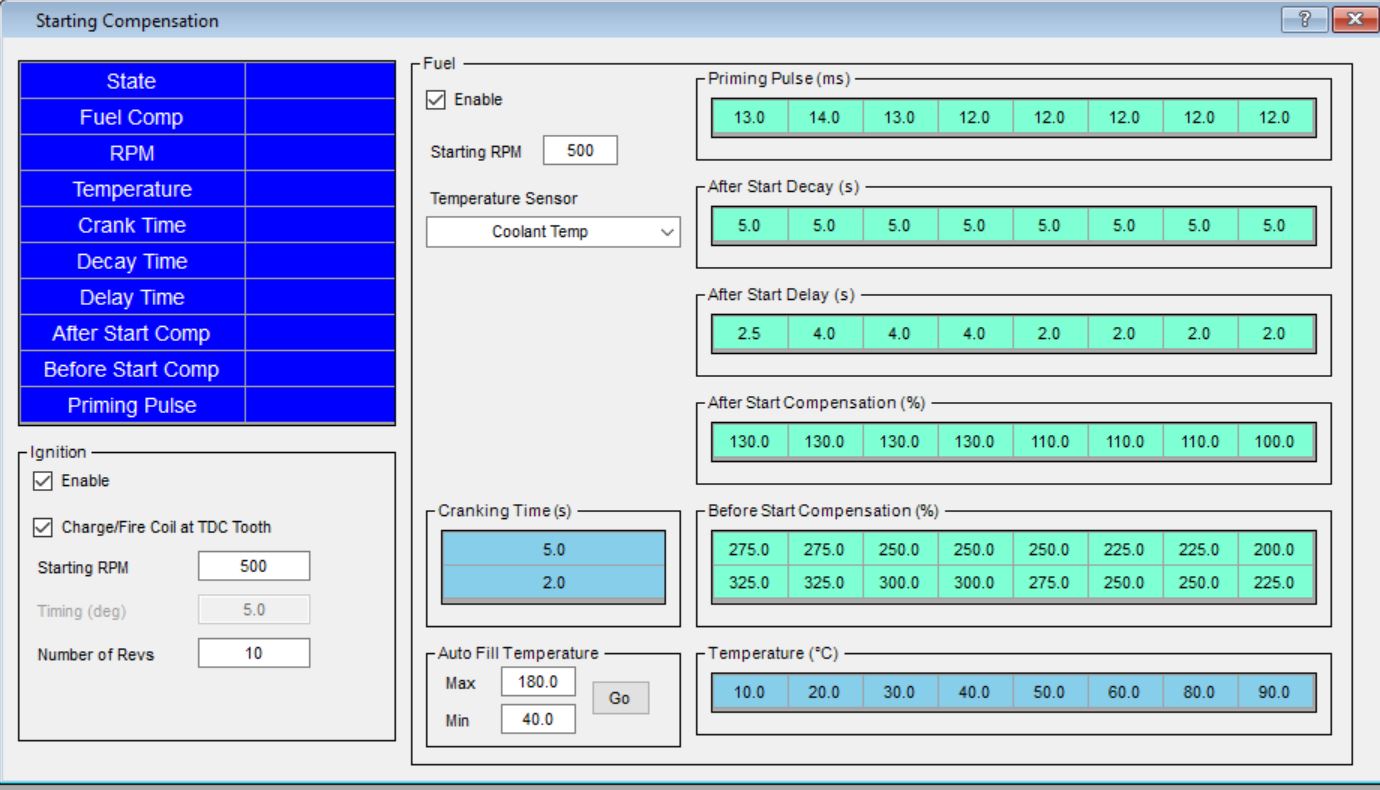 Starting Compensation
?
State
Fuel Comp
RPM
Temperature
Crank Time
Decay Time
Delay Time
After Start Comp
Before Start Comp
Priming Pulse
Ignition
Enable
Charge/Fire Coil at TDC Tooth
Starting RPM 500
Timing (deg) 5.0
Number of Revs 10
Fuel
Enable
Starting RPM 500
Temperature Sensor
Coolant Temp
Priming Pulse (ms)
13.0 14.0 13.0 12.0 12.0 12.0 12.0 12.0
After Start Decay (s)
5.0 5.0 5.0 5.0 5.0 5.0 5.0 5.0
After Start Delay (s)
2.5 4.0 4.0 4.0 2.0 2.0 2.0 2.0
After Start Compensation (%)
130.0 130.0 130.0 130.0 110.0 110.0 110.0 100.0
Cranking Time (s)
5.0
2.0
Before Start Compensation (%)
275.0 275.0 250.0 250.0 250.0 225.0 225.0 200.0
325.0 325.0 300.0 300.0 275.0 250.0 250.0 225.0
Auto Fill Temperature
Max 180.0
Min 40.0
Go
Temperature (°C)
10.0 20.0 30.0 40.0 50.0 60.0 80.0 90.0